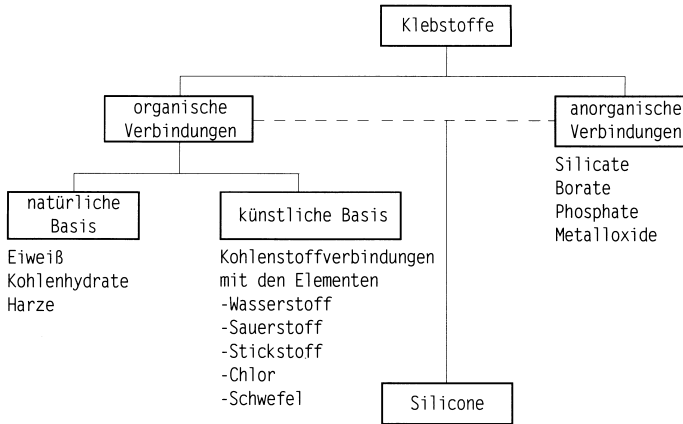 Klebstoffe
organische
Verbindungen
anorganische
Verbindungen
Silicate
Borate
Phosphate
Metalloxide
natürliche
Basis
künstliche Basis
Eiweiß
Kohlenhydrate
Harze
Kohlenstoffverbindungen
mit den Elementen
-Wasserstoff
-Sauerstoff
-Stickstoff
-Chlor
-Schwefel
Silicone